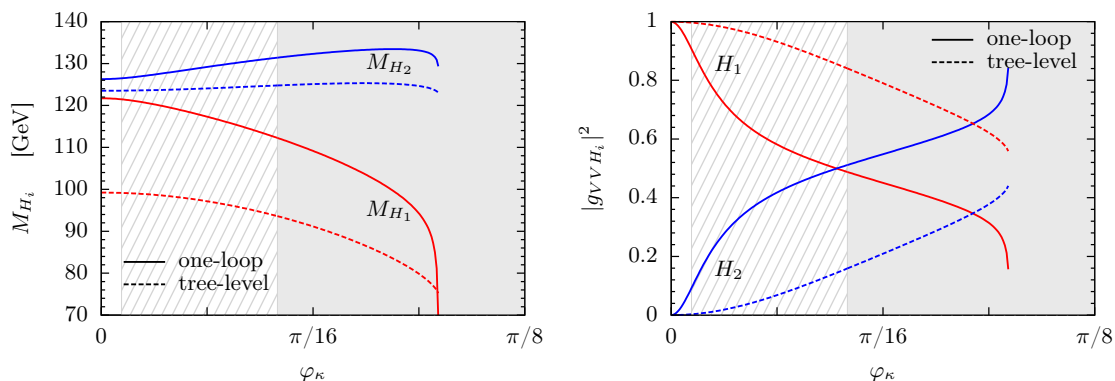 140
130
120
110
100
90
80
70
M_{H_i} [GeV]
M_{H_2}
M_{H_1}
one-loop
tree-level
0
π/16
π/8
φ_κ
1
0.8
0.6
0.4
0.2
0
|g_{VVH_i}|^2
H_1
H_2
one-loop
tree-level
0
π/16
π/8
φ_κ